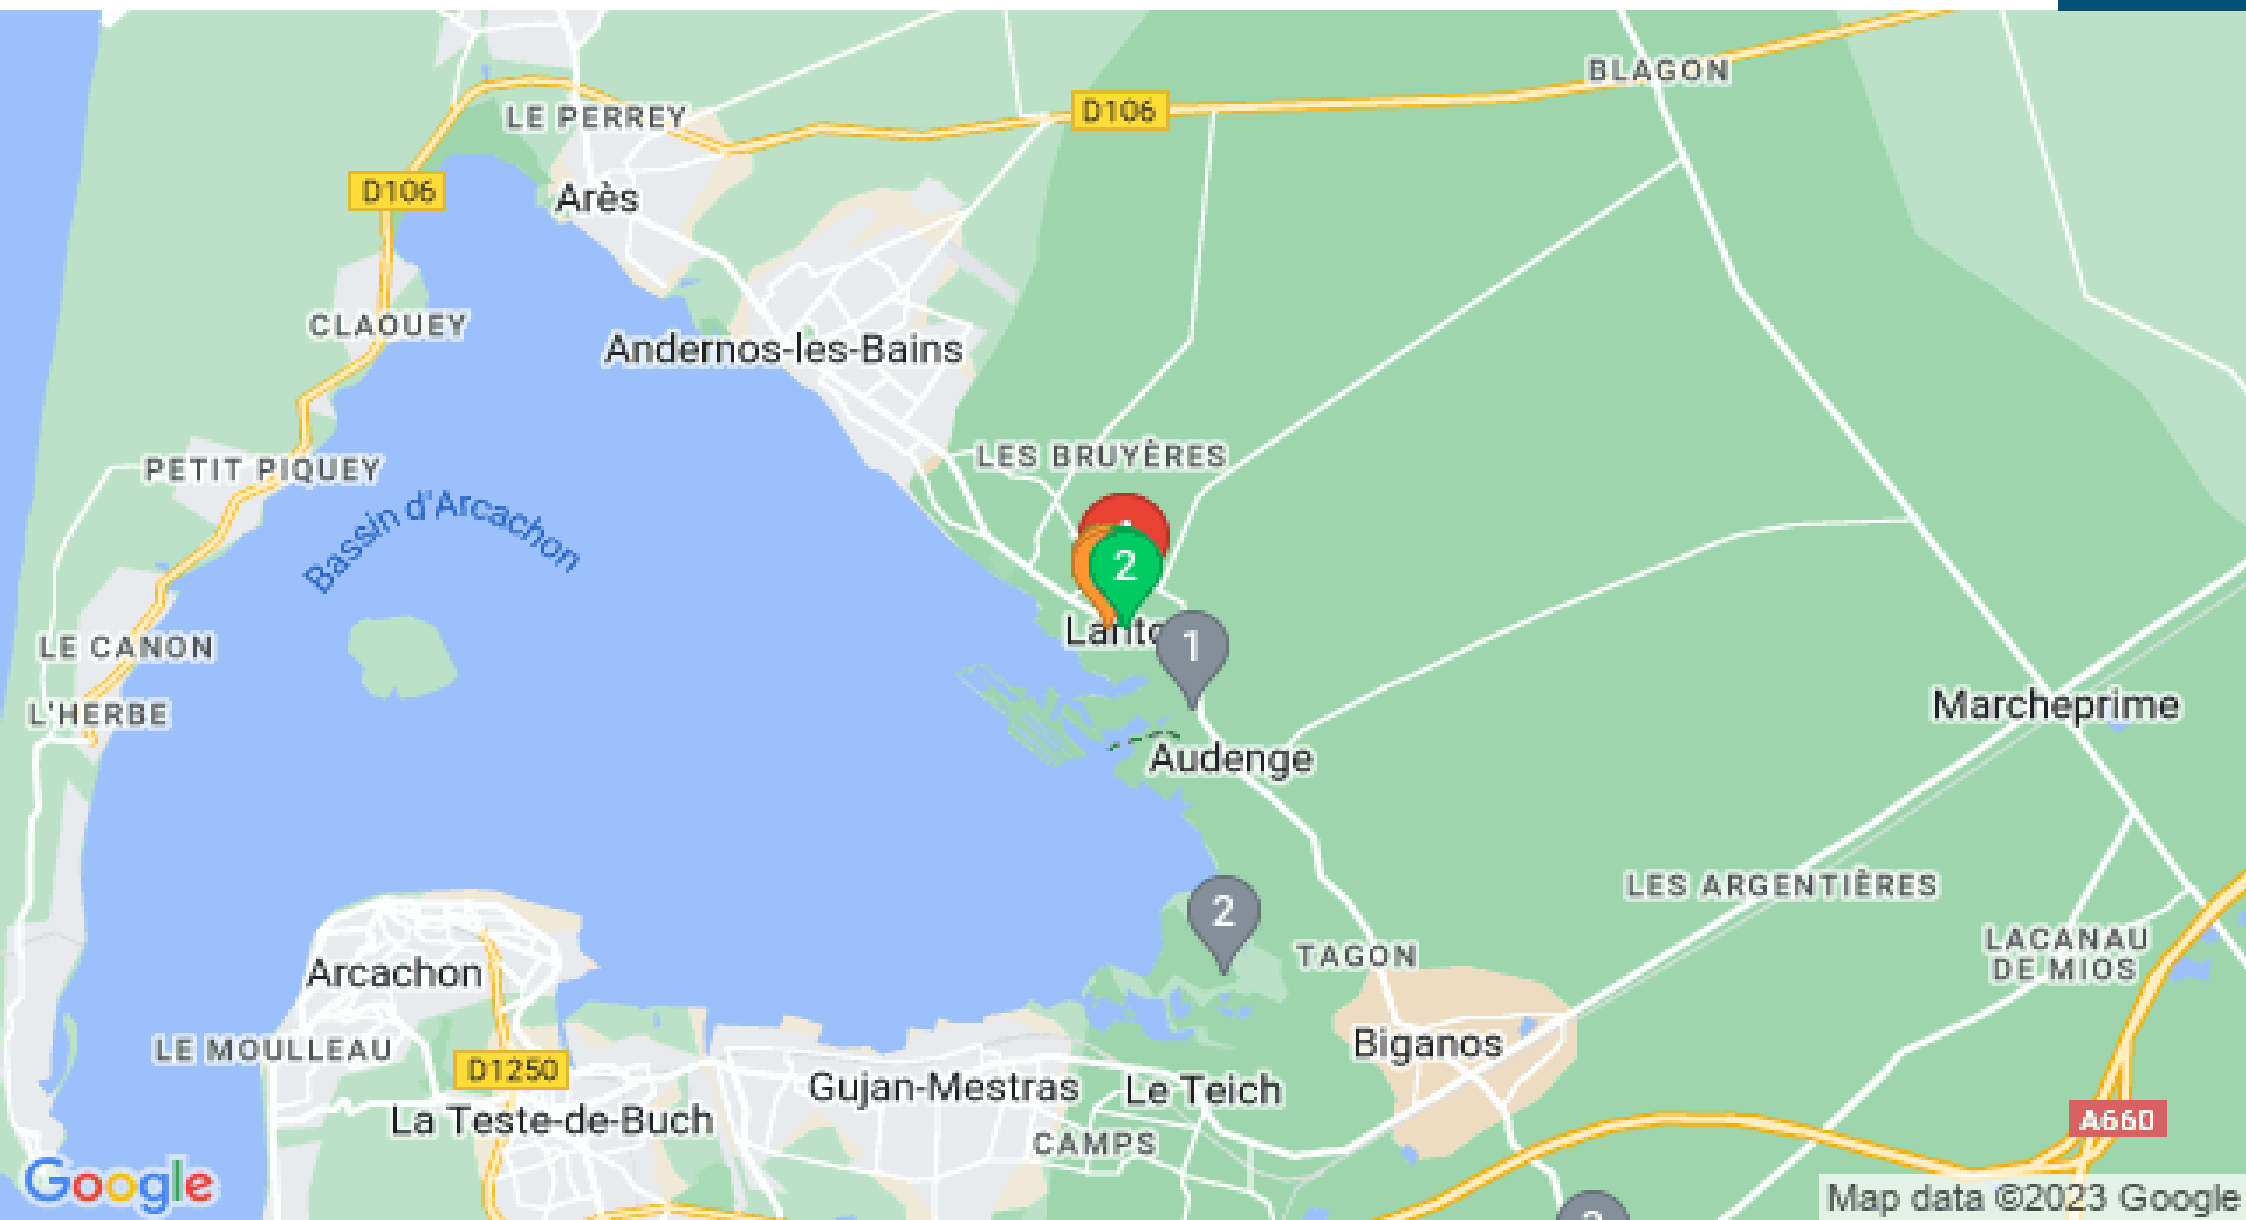 BLAGON
D106
LE PERREY
D106
Arès
CLAOUEY
Andernos-les-Bains
LES BRUYÈRES
PETIT PIQUEY
Bassin d'Arcachon
2
LE CANON
1
L'HERBE
Marcheprime
Audenge
LES ARGENTIÈRES
2
TAGON
LACANAU
DE MIOS
Arcachon
LE MOULLEAU
Biganos
D1250
Gujan-Mestras
Le Teich
La Teste-de-Buch
A660
CAMPS
Google
Map data ©2023 Google